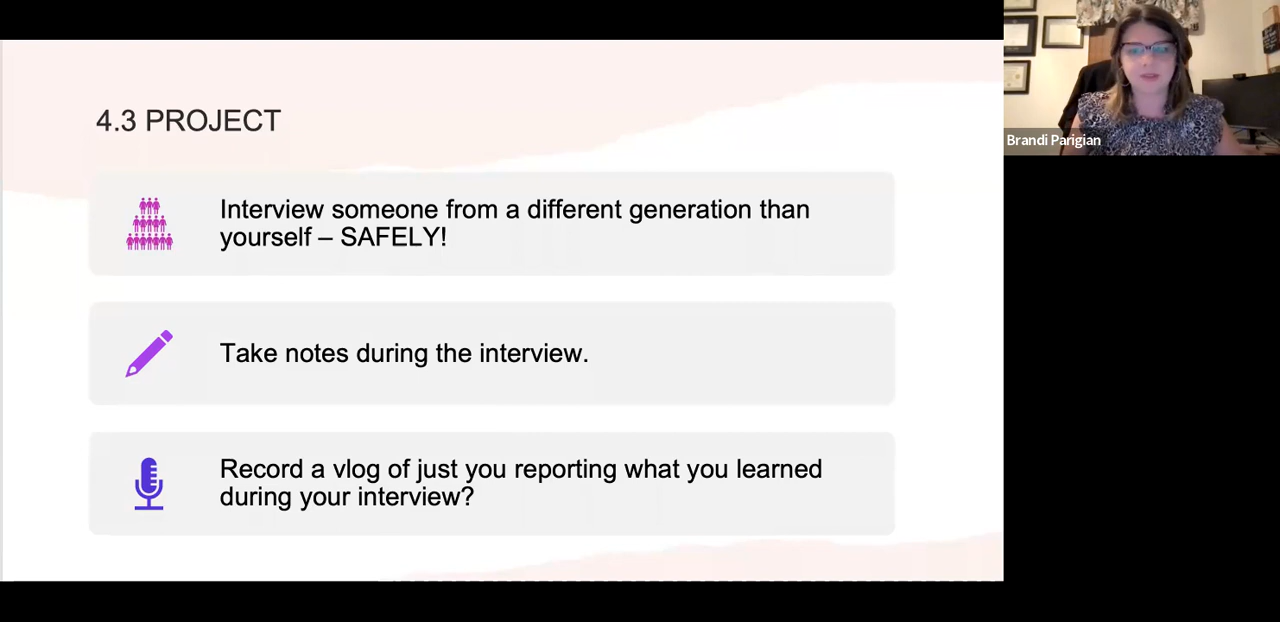 4.3 PROJECT
Interview someone from a different generation than
yourself – SAFELY!
Take notes during the interview.
Record a vlog of just you reporting what you learned
during your interview?
Brandi Parigian